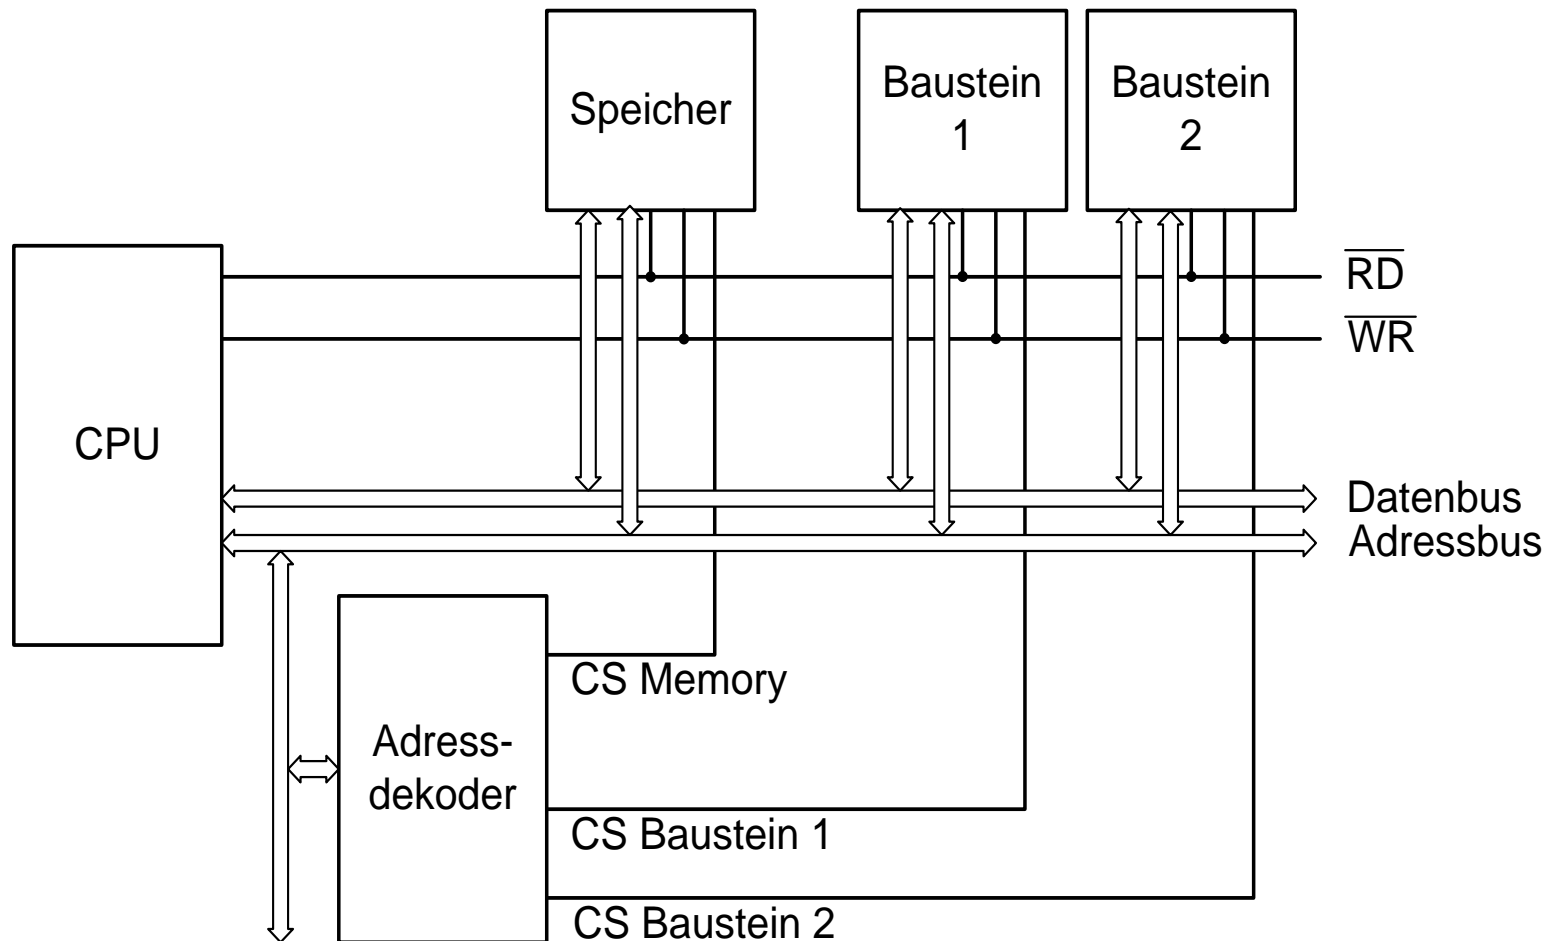 Speicher
Baustein
1
Baustein
2
RD
WR
CPU
Datenbus
Adressbus
CS Memory
Adress-
dekoder
CS Baustein 1
CS Baustein 2